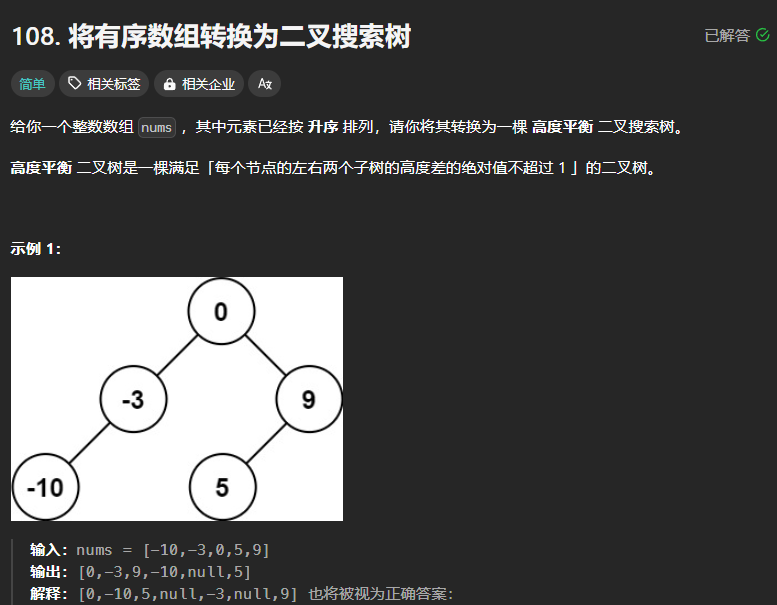 108. 将有序数组转换为二叉搜索树
已解答
简单 相关标签 相关企业 Az
给你一个整数数组 nums ，其中元素已经按 升序 排列，请你将其转换为一棵 高度平衡 二叉搜索树。
高度平衡 二叉树是一棵满足「每个节点的左右两个子树的高度差的绝对值不超过 1 」的二叉树。
示例 1：
0
-3 9
-10 5
输入：nums = [-10,-3,0,5,9]
输出：[0,-3,9,-10,null,5]
解释：[0,-10,5,null,-3,null,9] 也将被视为正确答案：